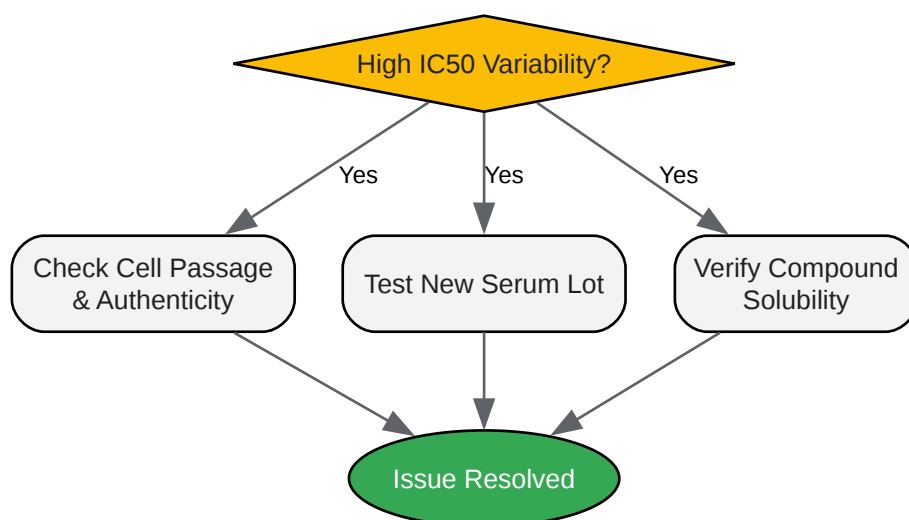 High IC50 Variability?
Yes
Yes
Yes
Check Cell Passage
& Authenticity
Test New Serum Lot
Verify Compound
Solubility
Issue Resolved